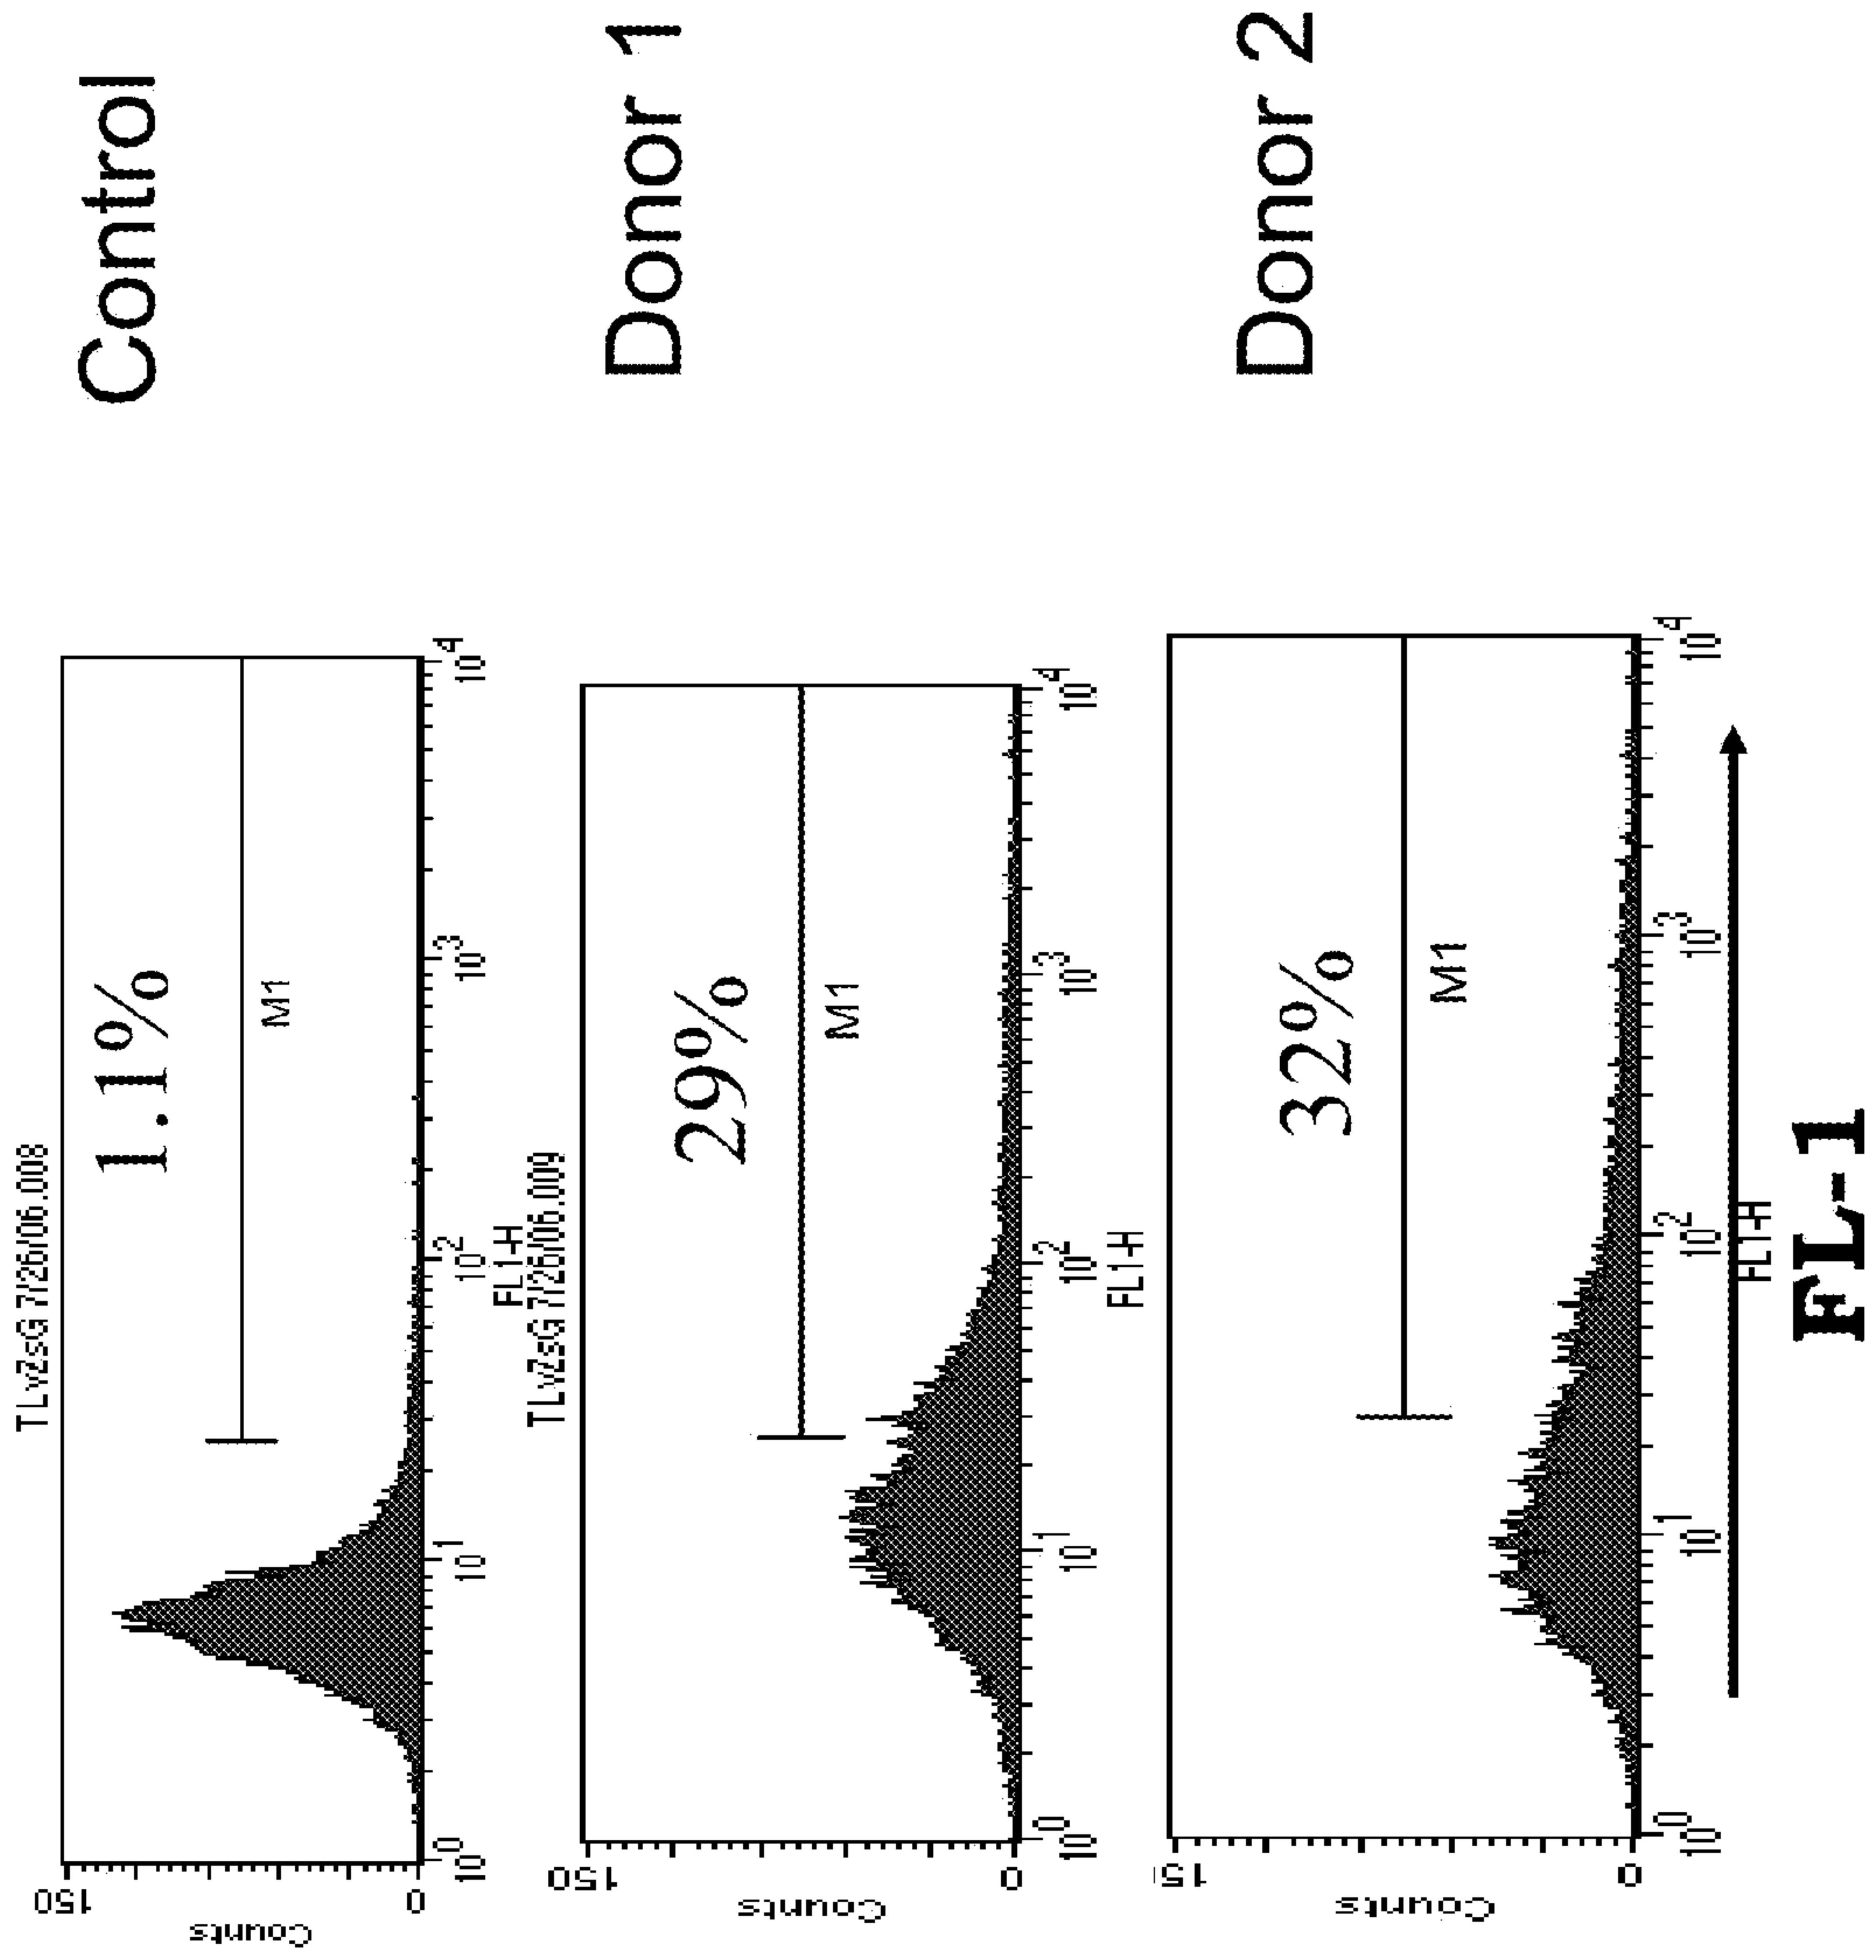 Control
TLvZsG 7/26/06.008
1.1%
M1
150
0
Counts
10^0
10^1
10^2
10^3
10^4
FL1-H
Donor 1
TLvZsG 7/26/06.009
29%
M1
150
0
Counts
10^0
10^1
10^2
10^3
10^4
FL1-H
Donor 2
32%
M1
0
Counts
10^0
10^1
10^2
10^3
10^4
FL1-H
FL-1